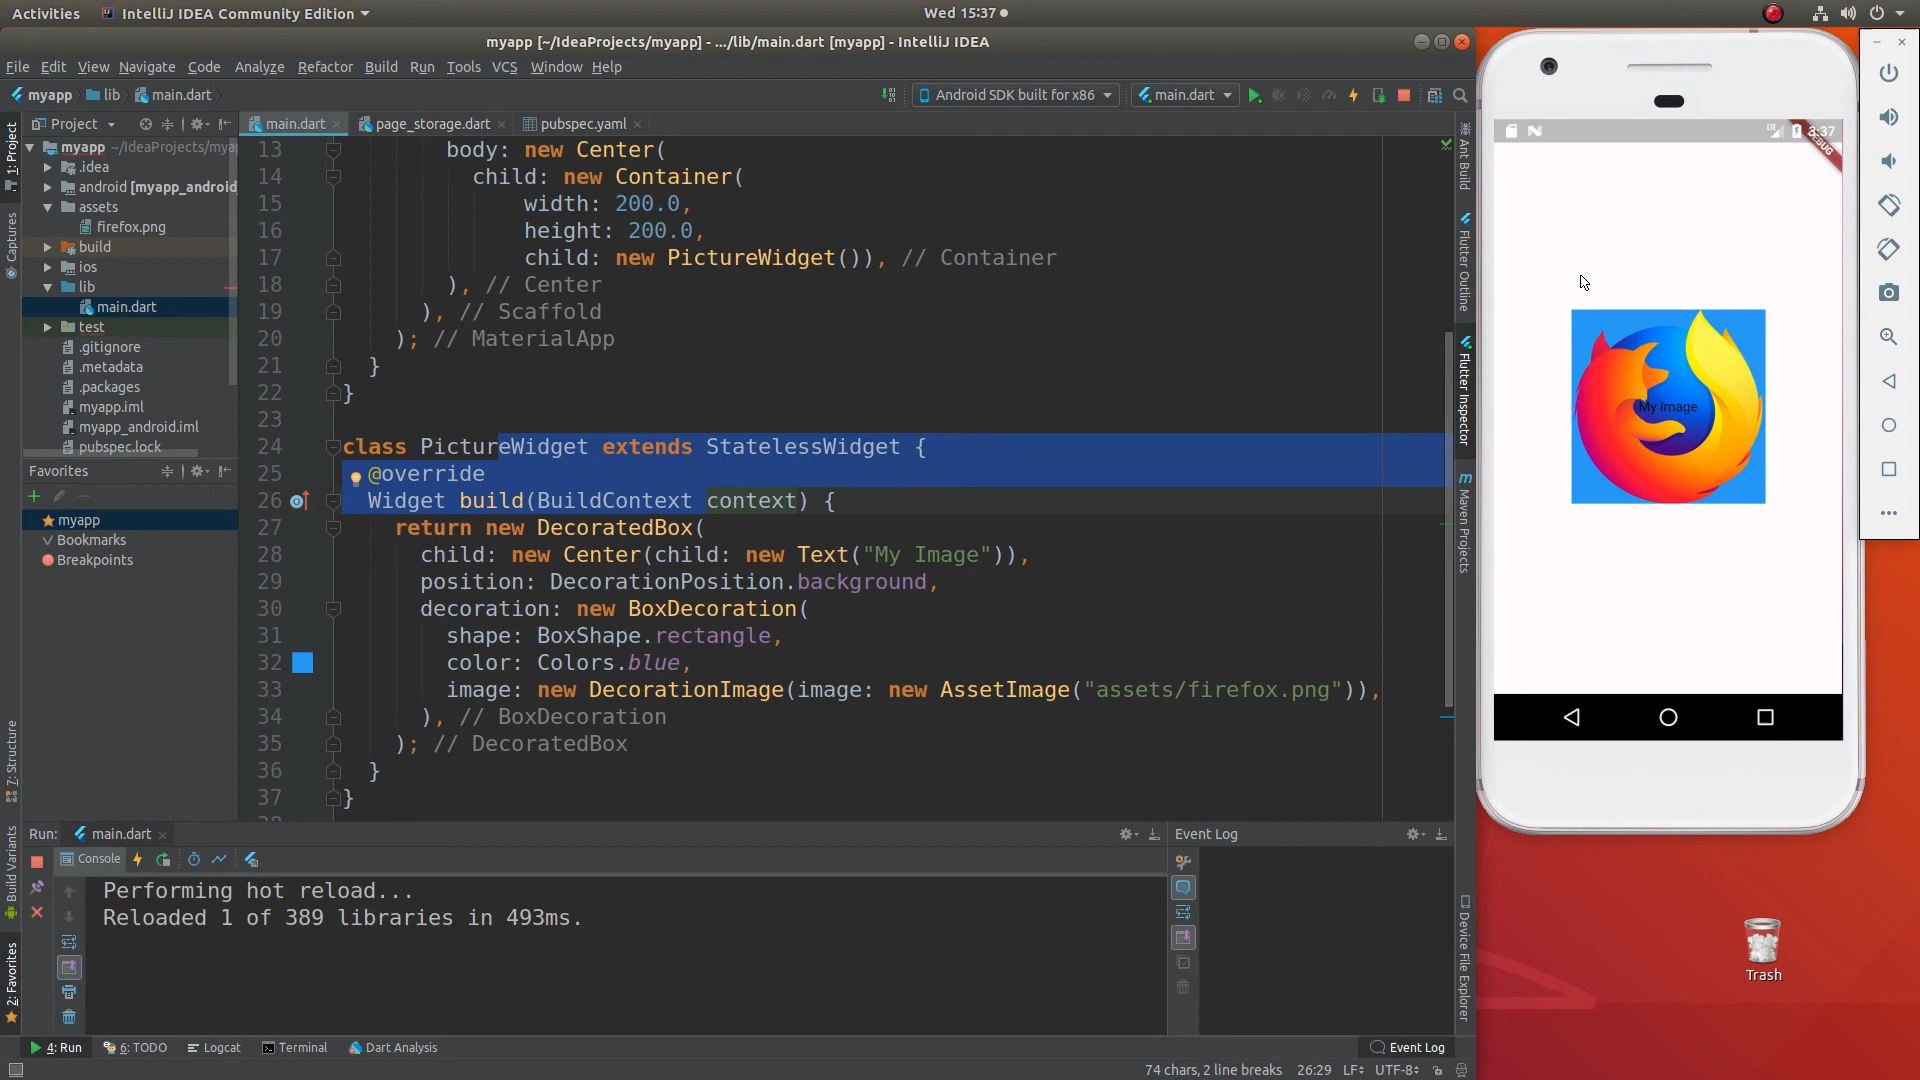 Activities
IntelliJ IDEA Community Edition
Wed 15:37
myapp [~/IdeaProjects/myapp] - .../lib/main.dart [myapp] - IntelliJ IDEA
File Edit View Navigate Code Analyze Refactor Build Run Tools VCS Window Help
myapp lib main.dart
Android SDK built for x86
main.dart
Project
main.dart
page_storage.dart
pubspec.yaml
1: Project
Captures
7: Structure
Build Variants
2: Favorites
myapp ~/IdeaProjects/myap
.idea
android [myapp_android
assets
firefox.png
build
ios
lib
main.dart
test
.gitignore
.metadata
.packages
myapp.iml
myapp_android.iml
pubspec.lock
Favorites
myapp
Bookmarks
Breakpoints
13 body: new Center(
14 child: new Container(
15 width: 200.0,
16 height: 200.0,
17 child: new PictureWidget()), // Container
18 ), // Center
19 ), // Scaffold
20 ); // MaterialApp
21 }
22 }
23
24 class PictureWidget extends StatelessWidget {
25 @override
26 Widget build(BuildContext context) {
27 return new DecoratedBox(
28 child: new Center(child: new Text("My Image")),
29 position: DecorationPosition.background,
30 decoration: new BoxDecoration(
31 shape: BoxShape.rectangle,
32 color: Colors.blue,
33 image: new DecorationImage(image: new AssetImage("assets/firefox.png")),
34 ), // BoxDecoration
35 ); // DecoratedBox
36 }
37 }
Ant Build
Flutter Outline
Flutter Inspector
Maven Projects
Device File Explorer
Run: main.dart
Console
Performing hot reload...
Reloaded 1 of 389 libraries in 493ms.
Event Log
4: Run
6: TODO
Logcat
Terminal
Dart Analysis
Event Log
74 chars, 2 line breaks 26:29 LF UTF-8
LTE
3:37
DEBUG
My Image
Trash